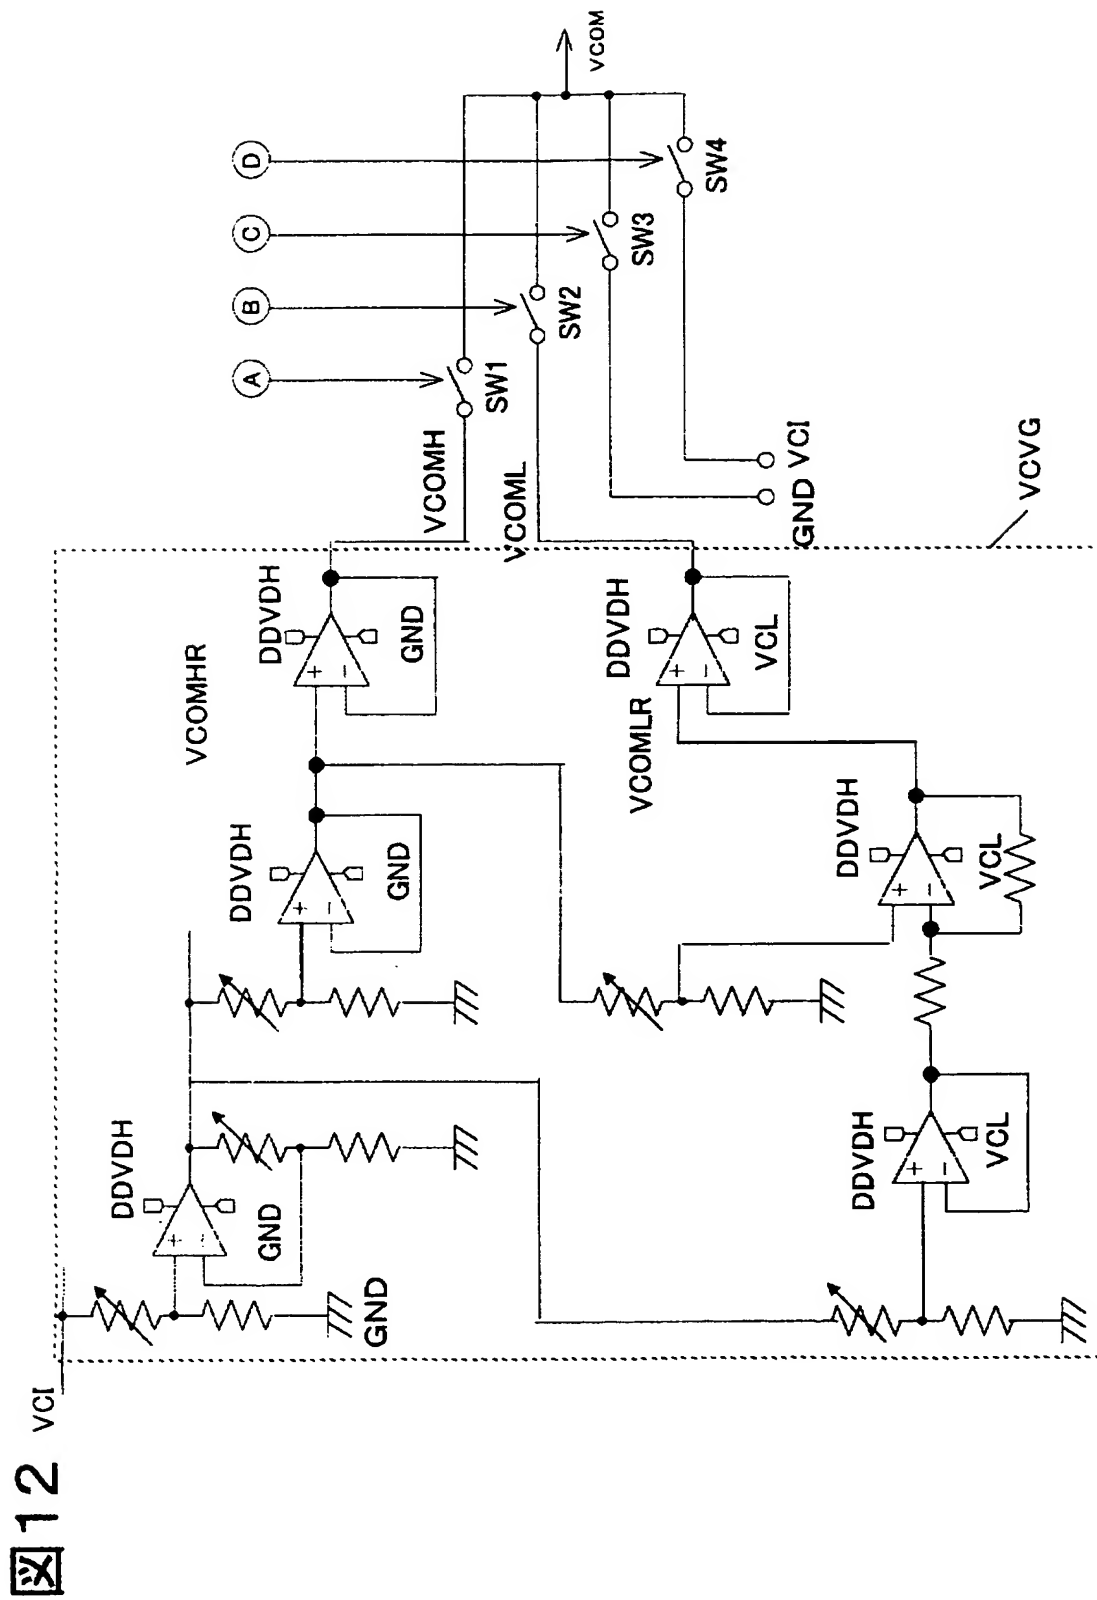 図12
VCI
GND
DDVDH
+
−
GND
DDVDH
+
−
GND
VCOMHR
DDVDH
+
−
GND
VCOMH
DDVDH
+
−
VCL
DDVDH
+
−
VCL
VCOMLR
DDVDH
+
−
VCL
VCOML
GND
VCI
VCVG
A
B
C
D
SW1
SW2
SW3
SW4
VCOM